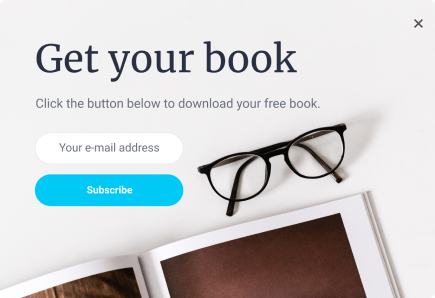 Get your book
Click the button below to download your free book.
Your e-mail address
Subscribe